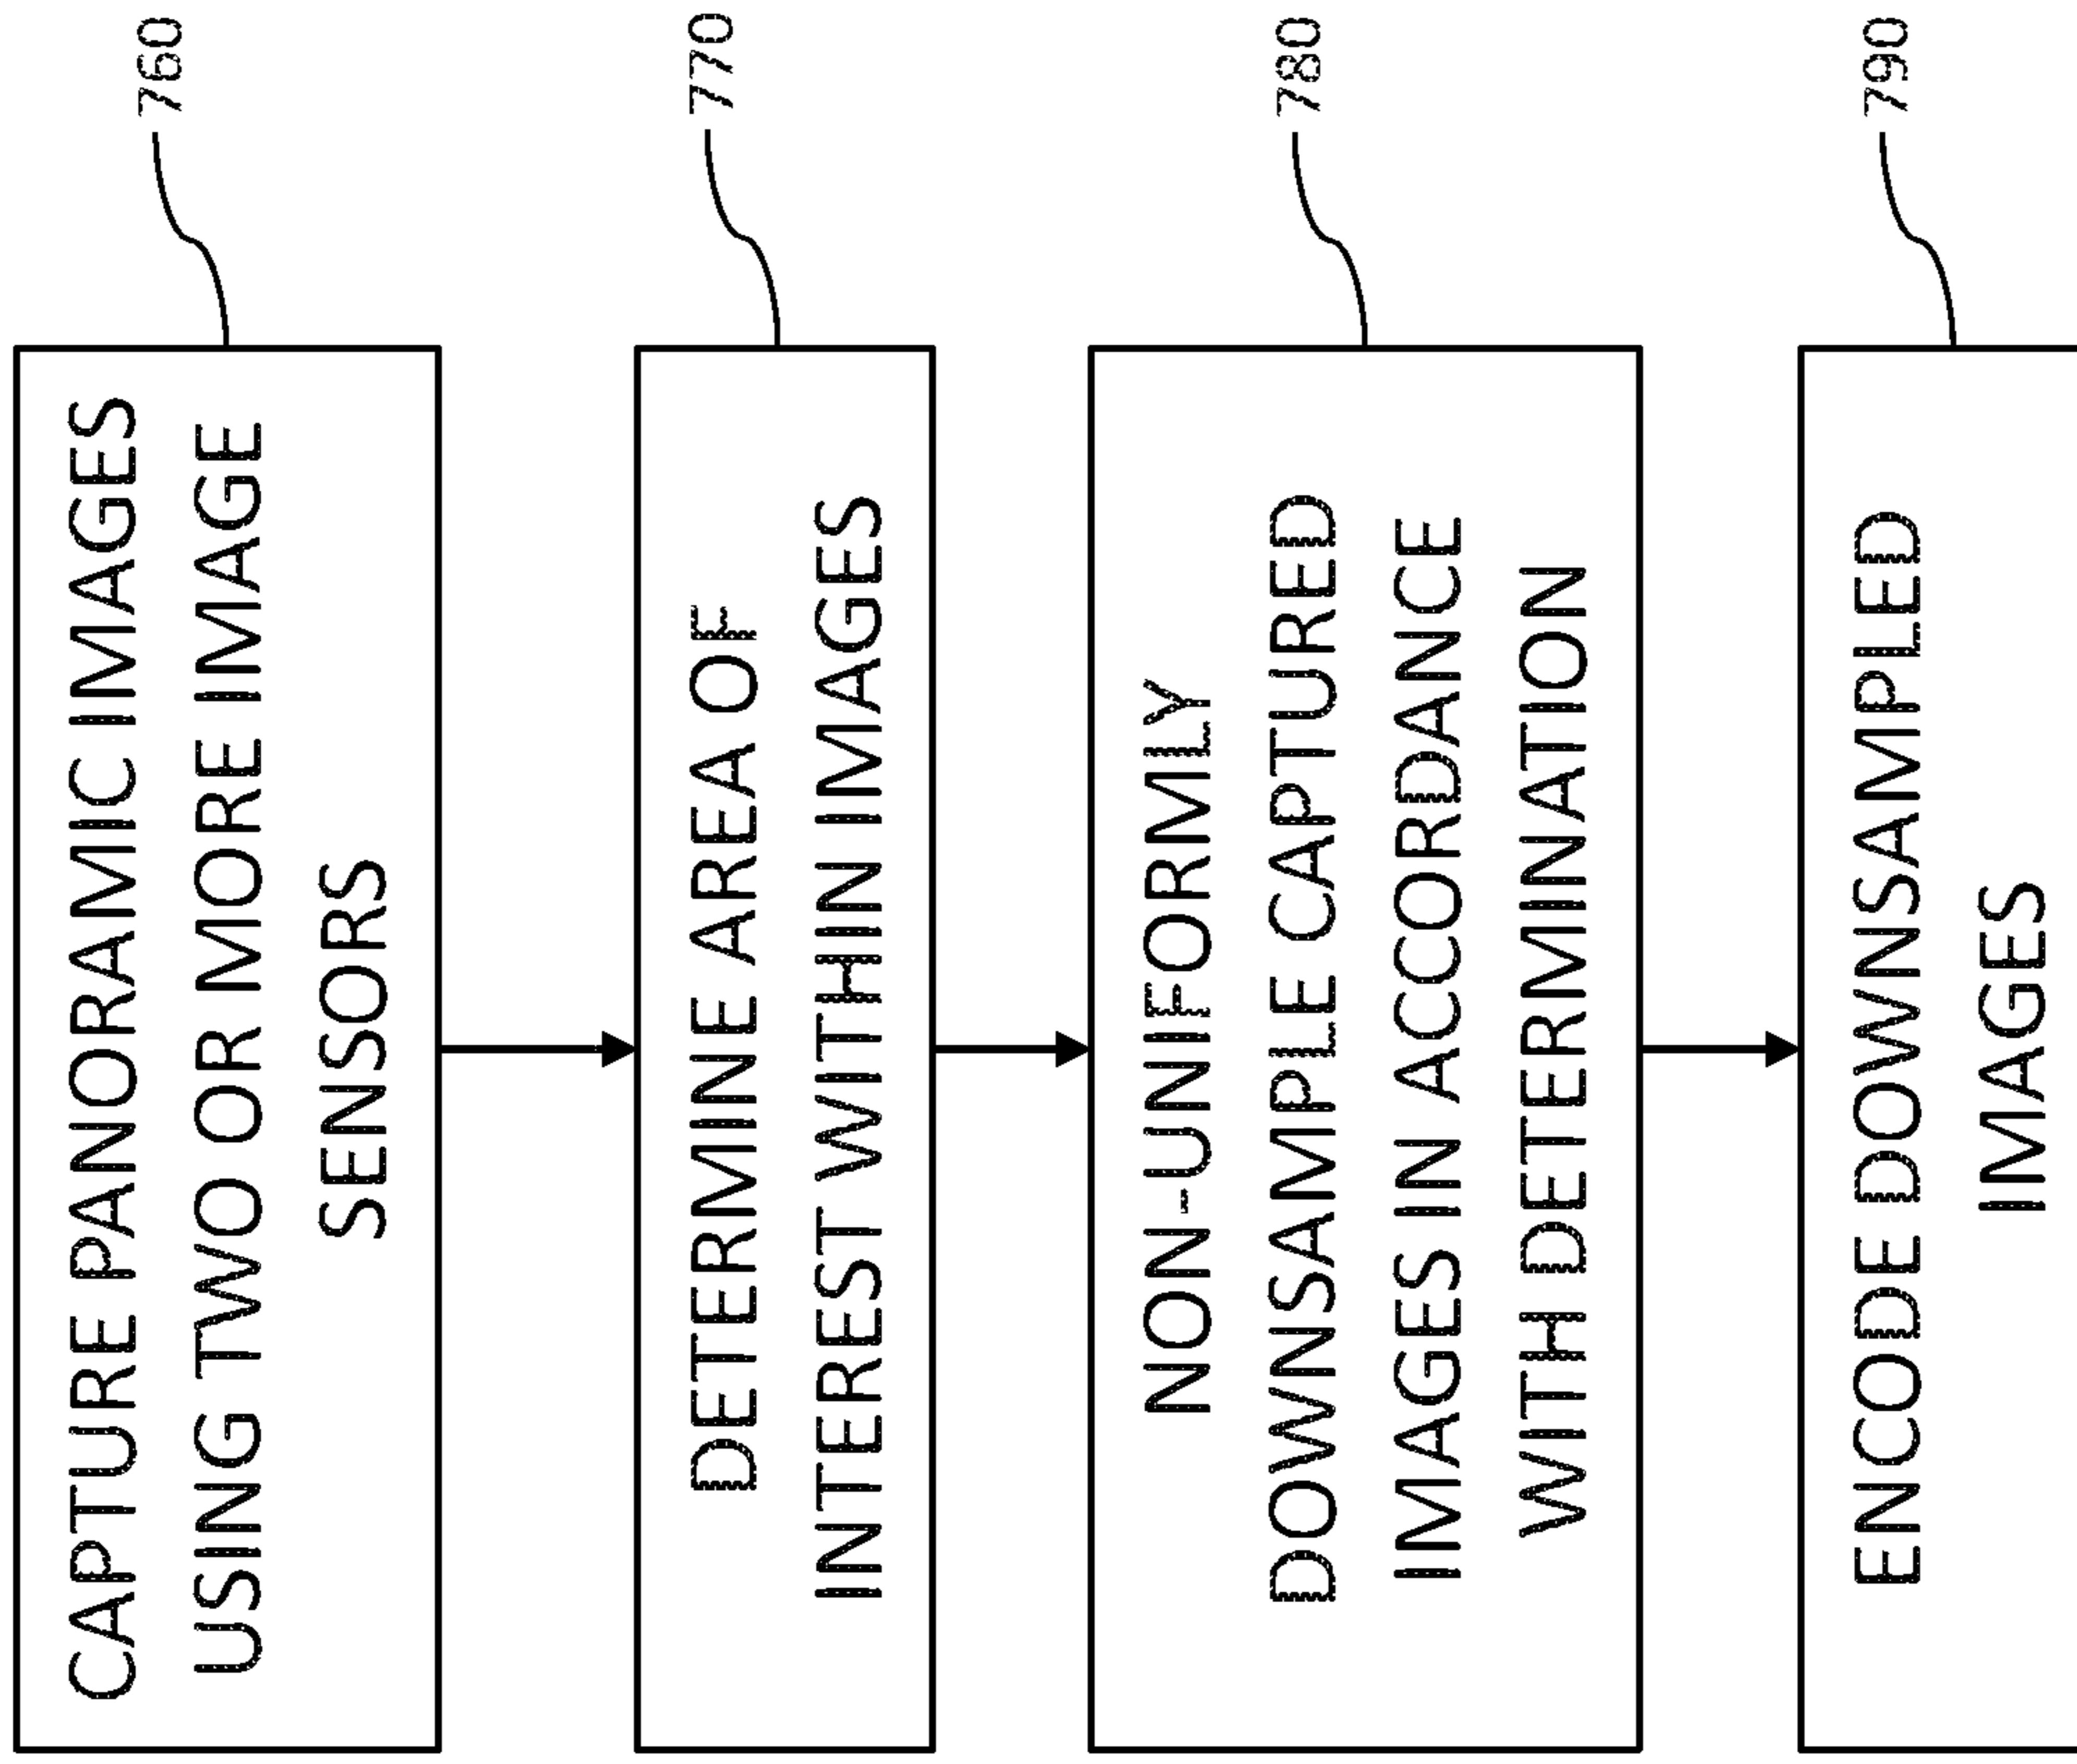 CAPTURE PANORAMIC IMAGES
USING TWO OR MORE IMAGE
SENSORS
760
DETERMINE AREA OF
INTEREST WITHIN IMAGES
770
NON-UNIFORMLY
DOWNSAMPLE CAPTURED
IMAGES IN ACCORDANCE
WITH DETERMINATION
780
ENCODE DOWNSAMPLED
IMAGES
790